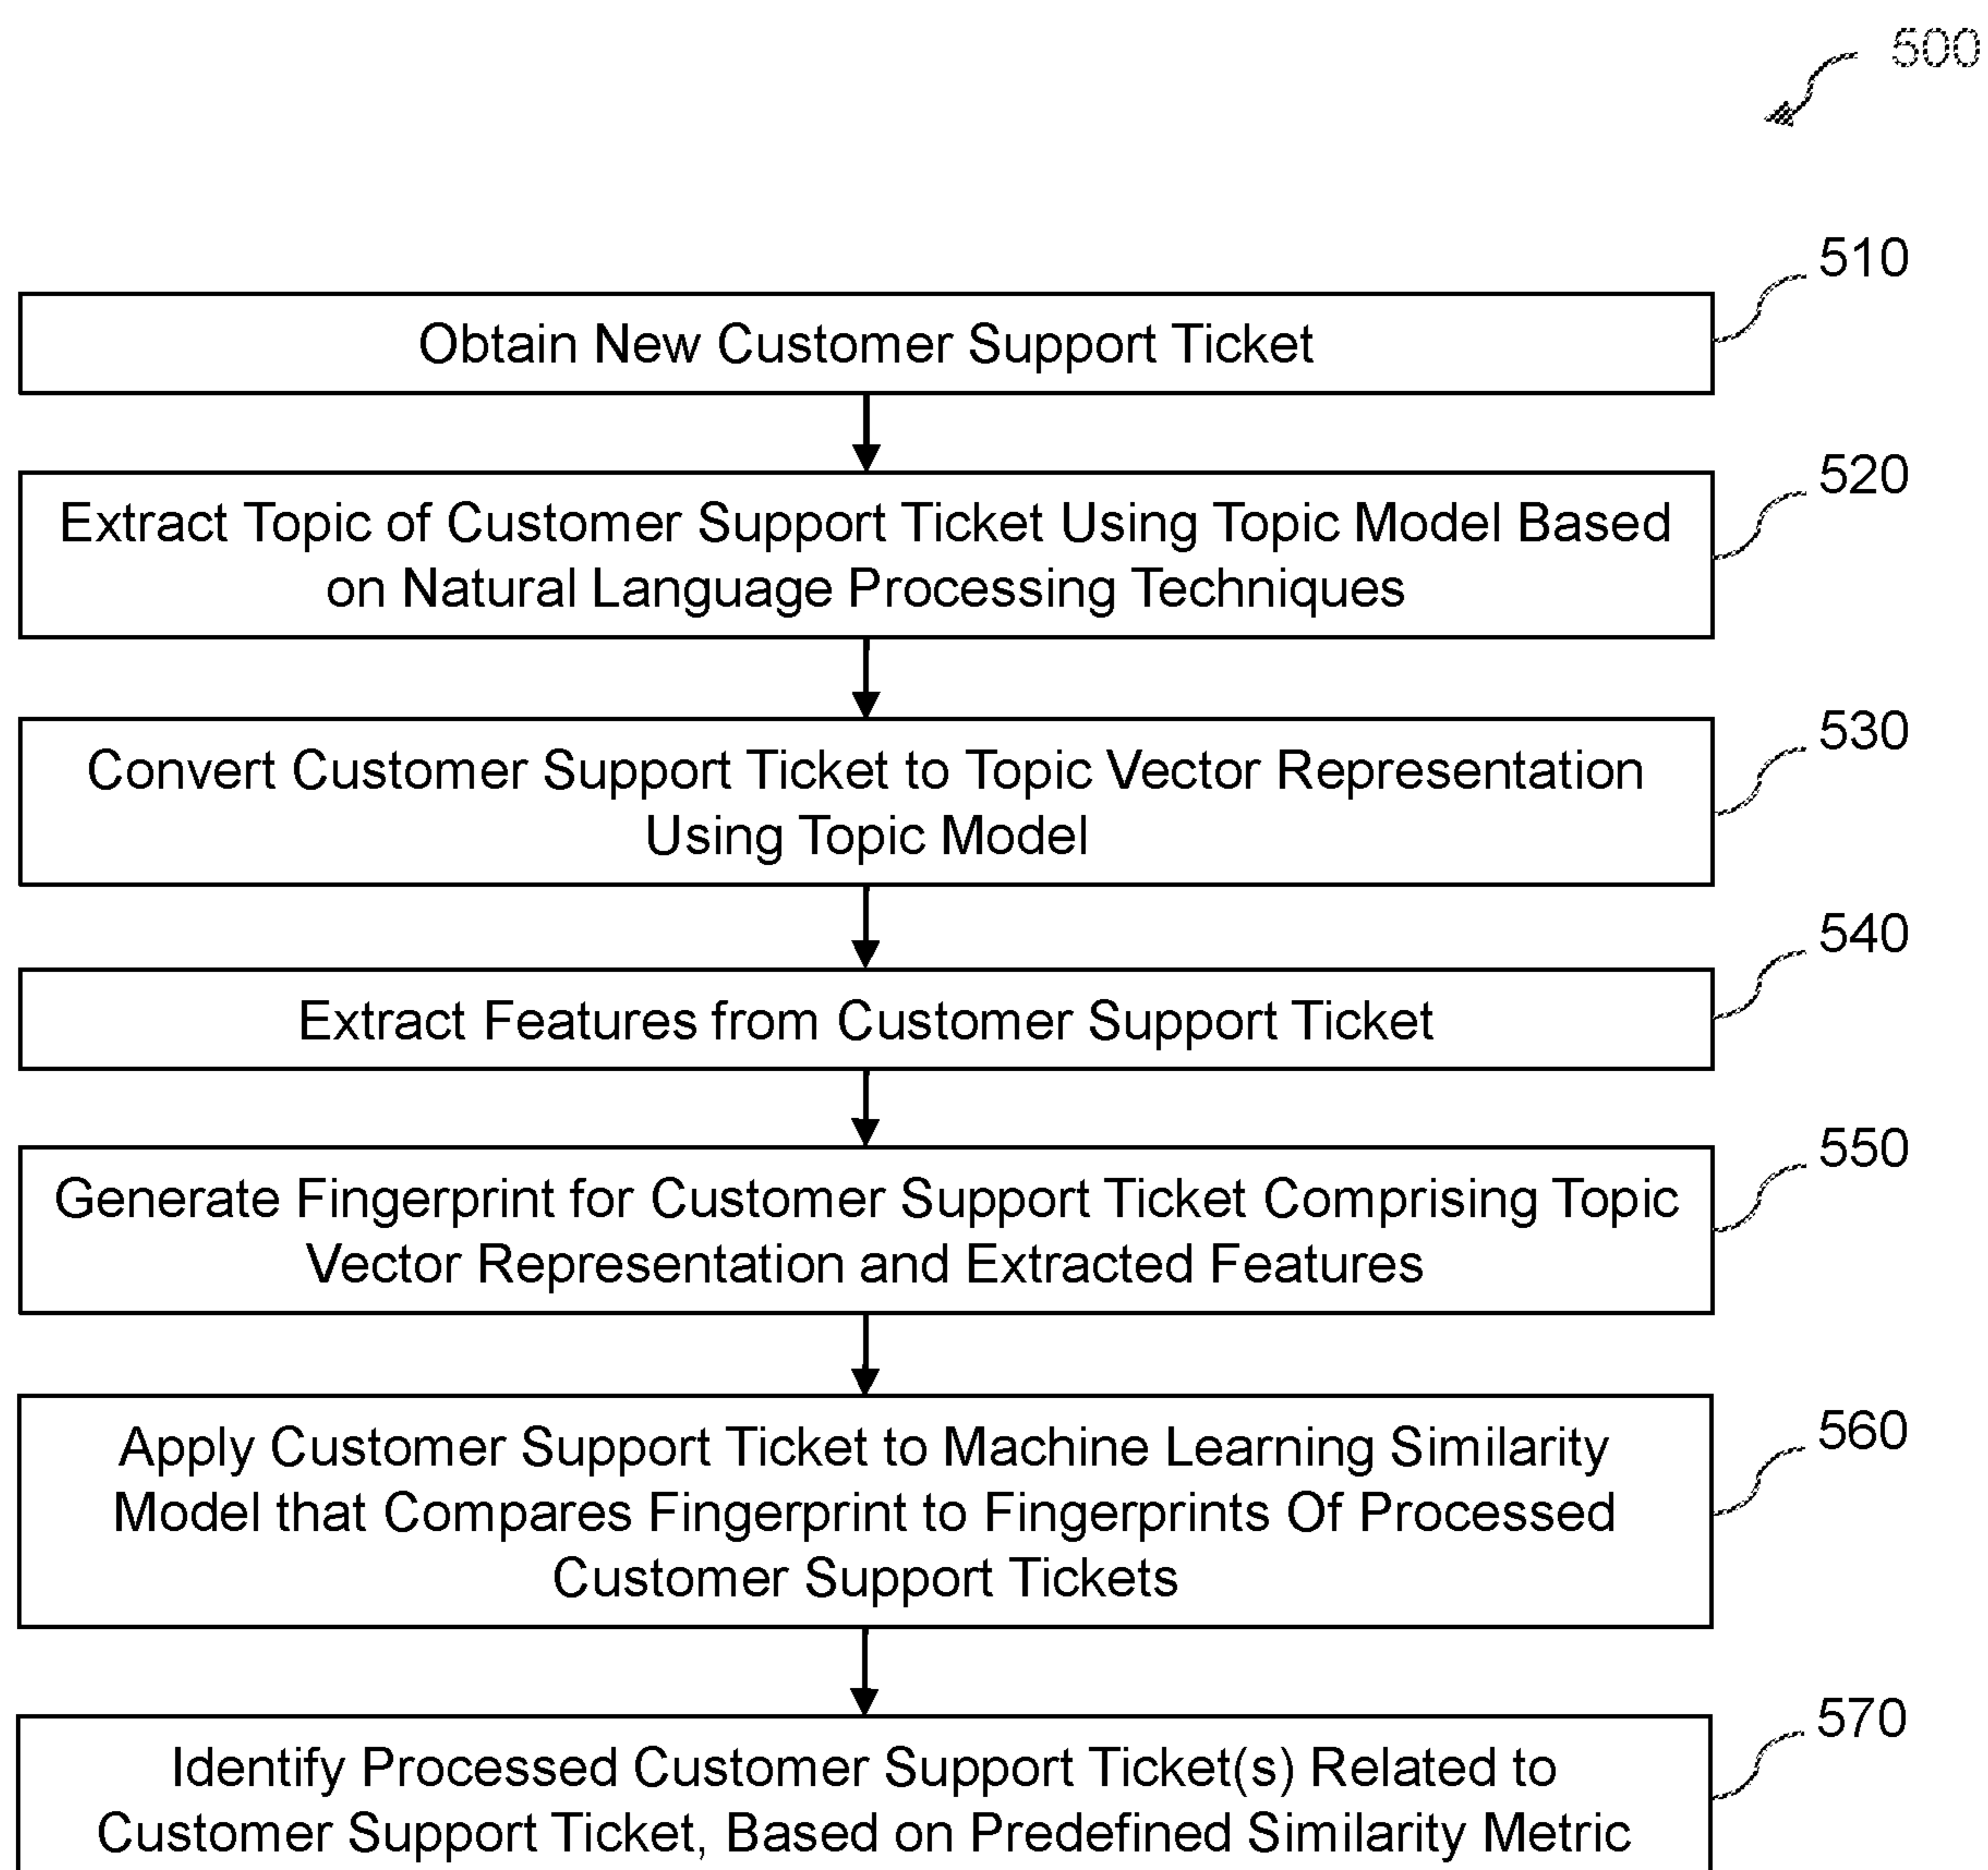 500
510
Obtain New Customer Support Ticket
520
Extract Topic of Customer Support Ticket Using Topic Model Based
on Natural Language Processing Techniques
530
Convert Customer Support Ticket to Topic Vector Representation
Using Topic Model
540
Extract Features from Customer Support Ticket
550
Generate Fingerprint for Customer Support Ticket Comprising Topic
Vector Representation and Extracted Features
560
Apply Customer Support Ticket to Machine Learning Similarity
Model that Compares Fingerprint to Fingerprints Of Processed
Customer Support Tickets
570
Identify Processed Customer Support Ticket(s) Related to
Customer Support Ticket, Based on Predefined Similarity Metric